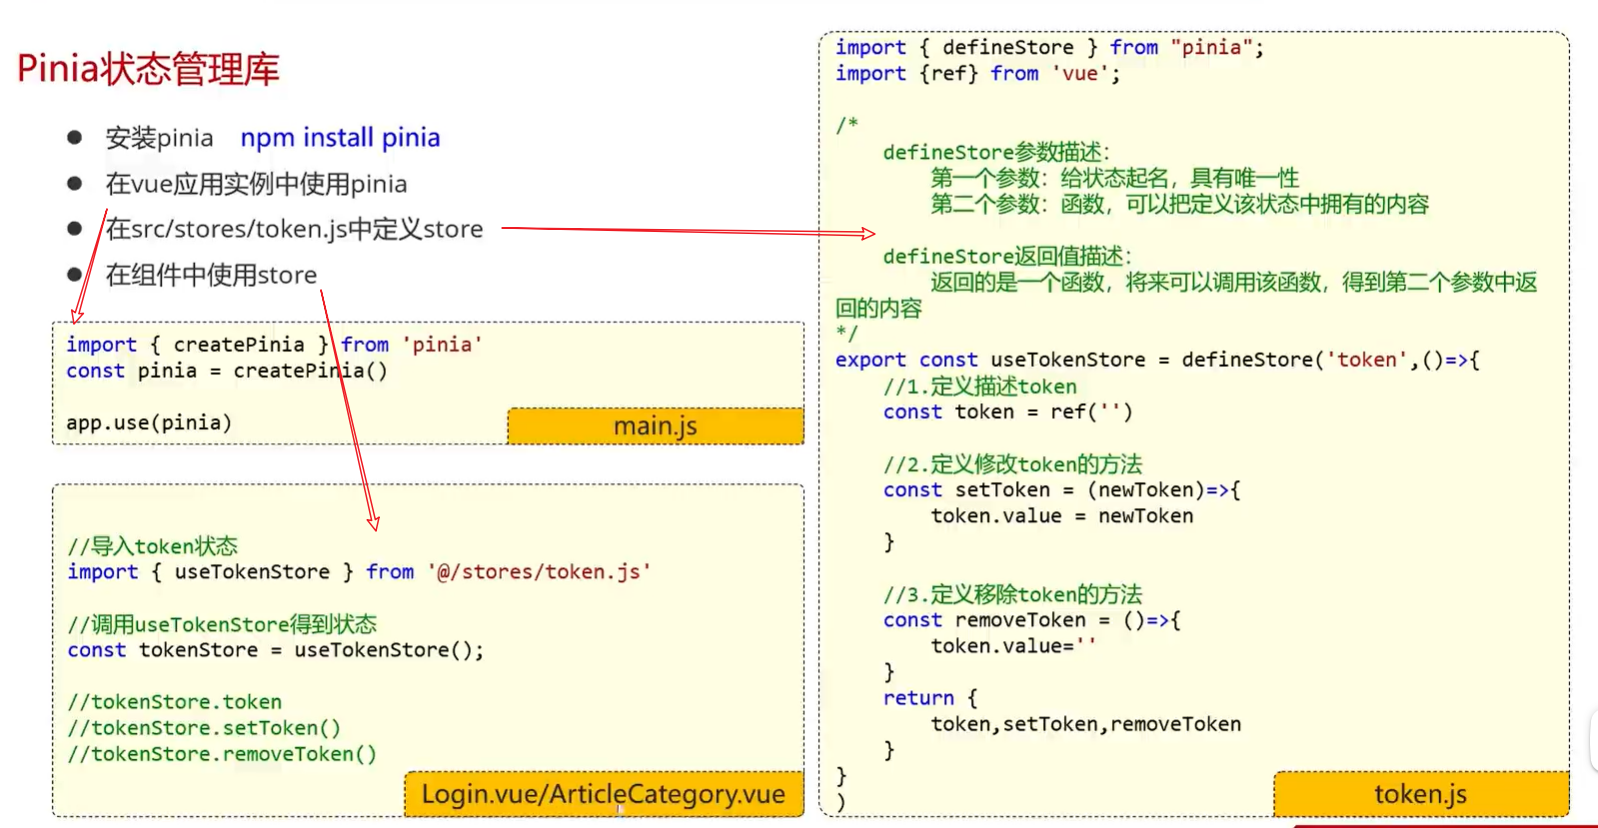 Pinia状态管理库
● 安装pinia npm install pinia
● 在vue应用实例中使用pinia
● 在src/stores/token.js中定义store
● 在组件中使用store
import { createPinia } from 'pinia'
const pinia = createPinia()
app.use(pinia)
main.js
//导入token状态
import { useTokenStore } from '@/stores/token.js'
//调用useTokenStore得到状态
const tokenStore = useTokenStore();
//tokenStore.token
//tokenStore.setToken()
//tokenStore.removeToken()
Login.vue/ArticleCategory.vue
import { defineStore } from "pinia";
import {ref} from 'vue';
/*
defineStore参数描述：
第一个参数：给状态起名，具有唯一性
第二个参数：函数，可以把定义该状态中拥有的内容
defineStore返回值描述：
返回的是一个函数，将来可以调用该函数，得到第二个参数中返
回的内容
*/
export const useTokenStore = defineStore('token',()=>{
//1.定义描述token
const token = ref('')
//2.定义修改token的方法
const setToken = (newToken)=>{
token.value = newToken
}
//3.定义移除token的方法
const removeToken = ()=>{
token.value=''
}
return {
token,setToken,removeToken
}
}
)
token.js